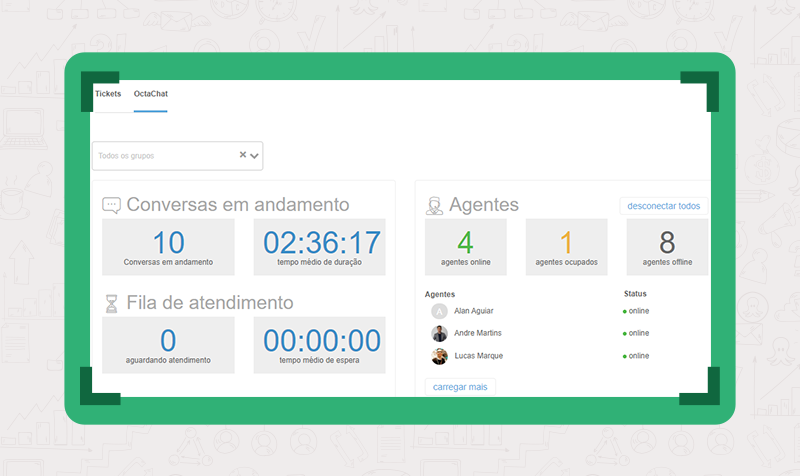 Tickets OctaChat
Todos os grupos
Conversas em andamento
10 02:36:17
Conversas em andamento tempo médio de duração
Fila de atendimento
0 00:00:00
aguardando atendimento tempo médio de espera
Agentes desconectar todos
4 1 8
agentes online agentes ocupados agentes offline
Agentes Status
A Alan Aguiar online
Andre Martins online
Lucas Marque online
carregar mais